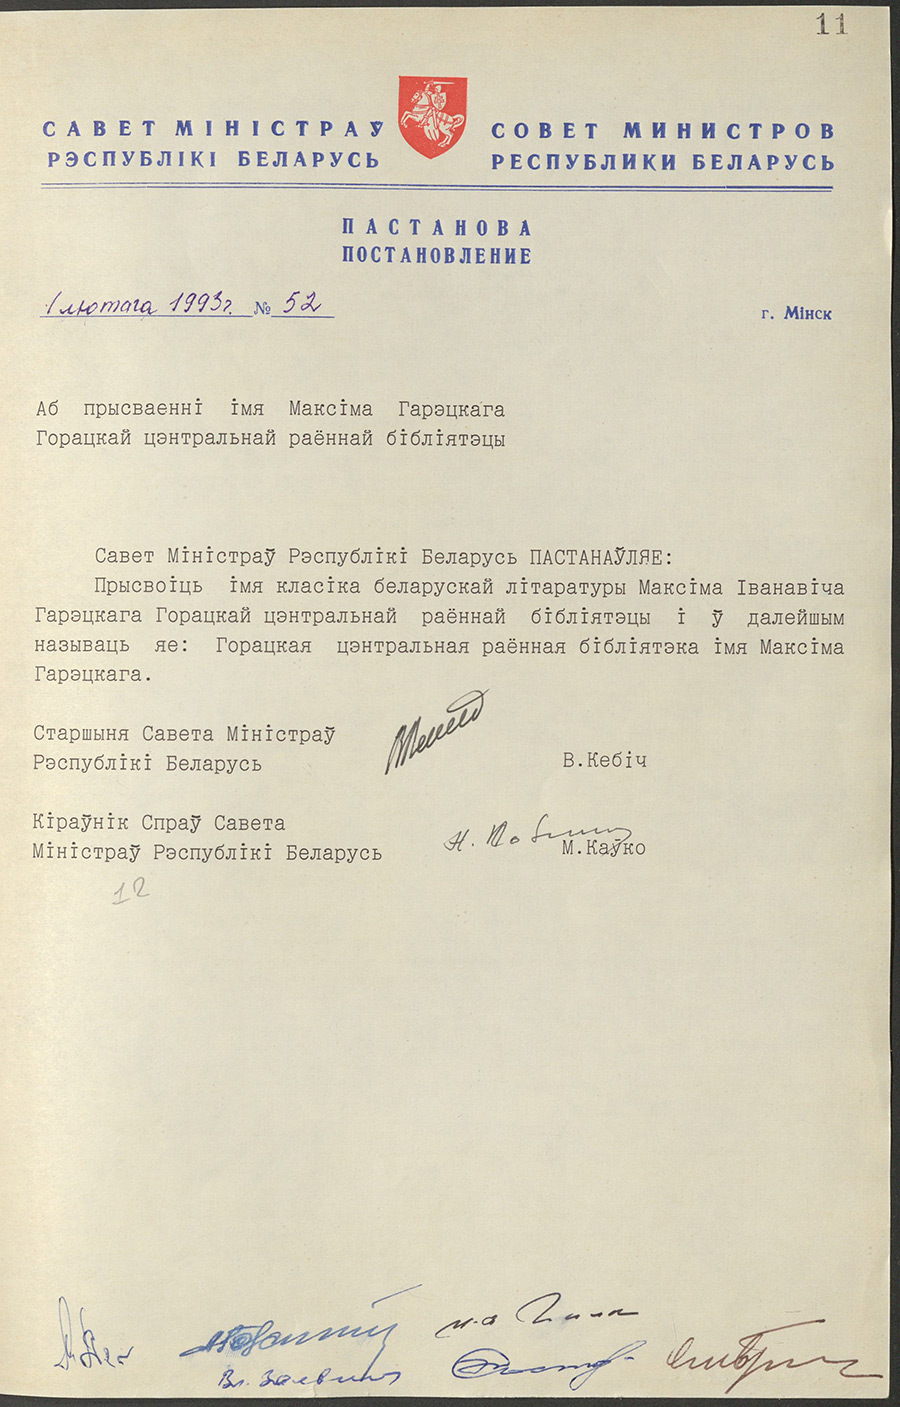 11
САВЕТ МІНІСТРАЎ
РЭСПУБЛІКІ БЕЛАРУСЬ
СОВЕТ МИНИСТРОВ
РЕСПУБЛИКИ БЕЛАРУСЬ
ПАСТАНОВА
ПОСТАНОВЛЕНИЕ
1 лютага 1993г. № 52
г. Мінск
Аб прысваенні імя Максіма Гарэцкага
Горацкай цэнтральнай раённай бібліятэцы
Савет Міністраў Рэспублікі Беларусь ПАСТАНАЎЛЯЕ:
Прысвоіць імя класіка беларускай літаратуры Максіма Іванавіча
Гарэцкага Горацкай цэнтральнай раённай бібліятэцы і ў далейшым
называць яе: Горацкая цэнтральная раённая бібліятэка імя Максіма
Гарэцкага.
Старшыня Савета Міністраў
Рэспублікі Беларусь В.Кебіч
Кіраўнік Спраў Савета
Міністраў Рэспублікі Беларусь М.Каўко
12